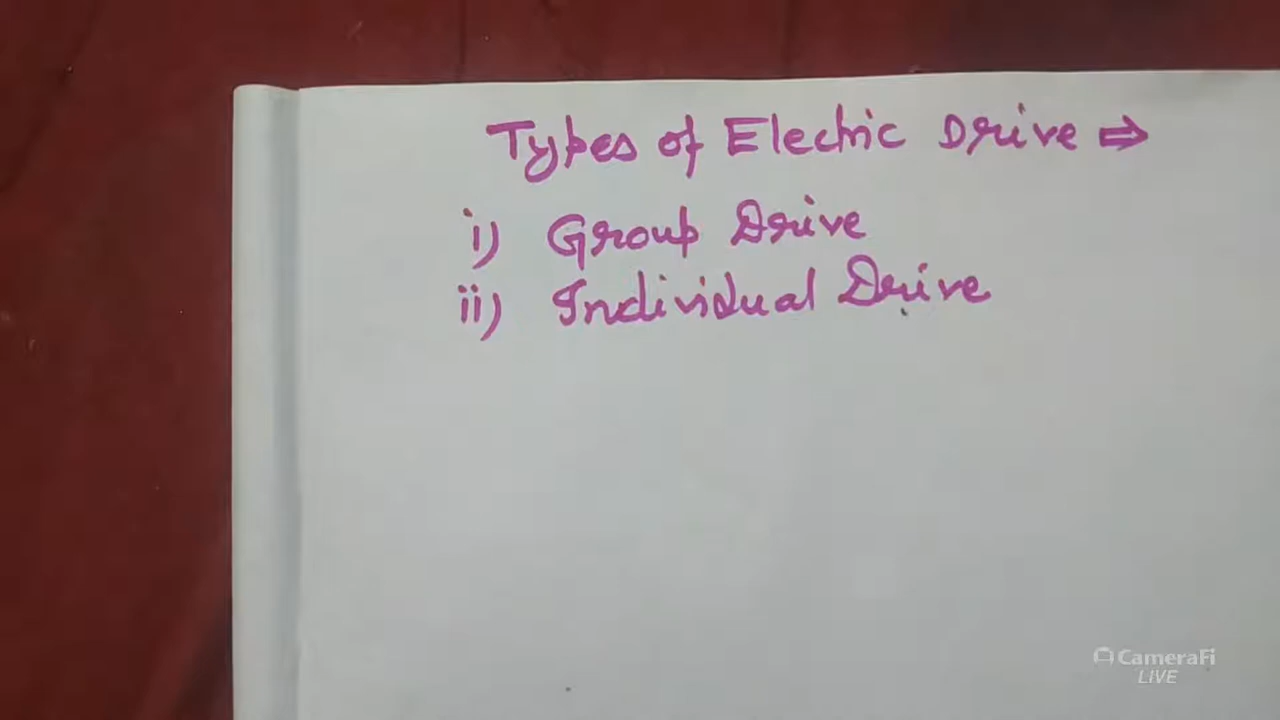 Types of Electric Drive ⇒
i) Group Drive
ii) Individual Drive
CameraFi
LIVE